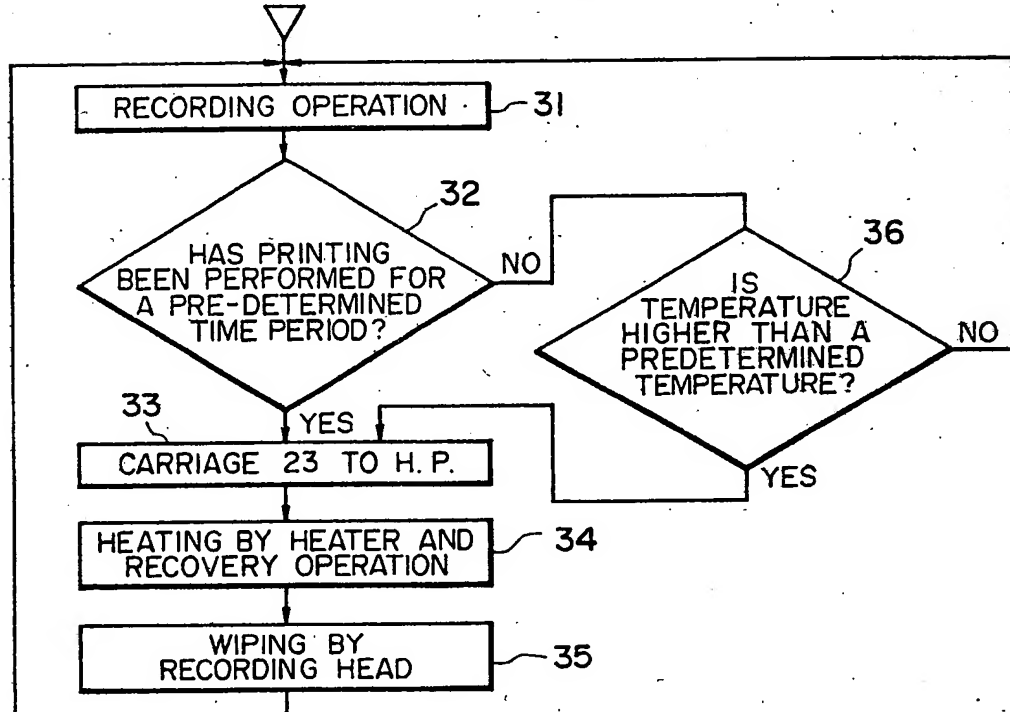 RECORDING OPERATION
31
32
HAS PRINTING
BEEN PERFORMED FOR
A PRE-DETERMINED
TIME PERIOD?
NO
36
IS
TEMPERATURE
HIGHER THAN A
PREDETERMINED
TEMPERATURE?
NO
YES
YES
33
CARRIAGE 23 TO H. P.
HEATING BY HEATER AND
RECOVERY OPERATION
34
WIPING BY
RECORDING HEAD
35